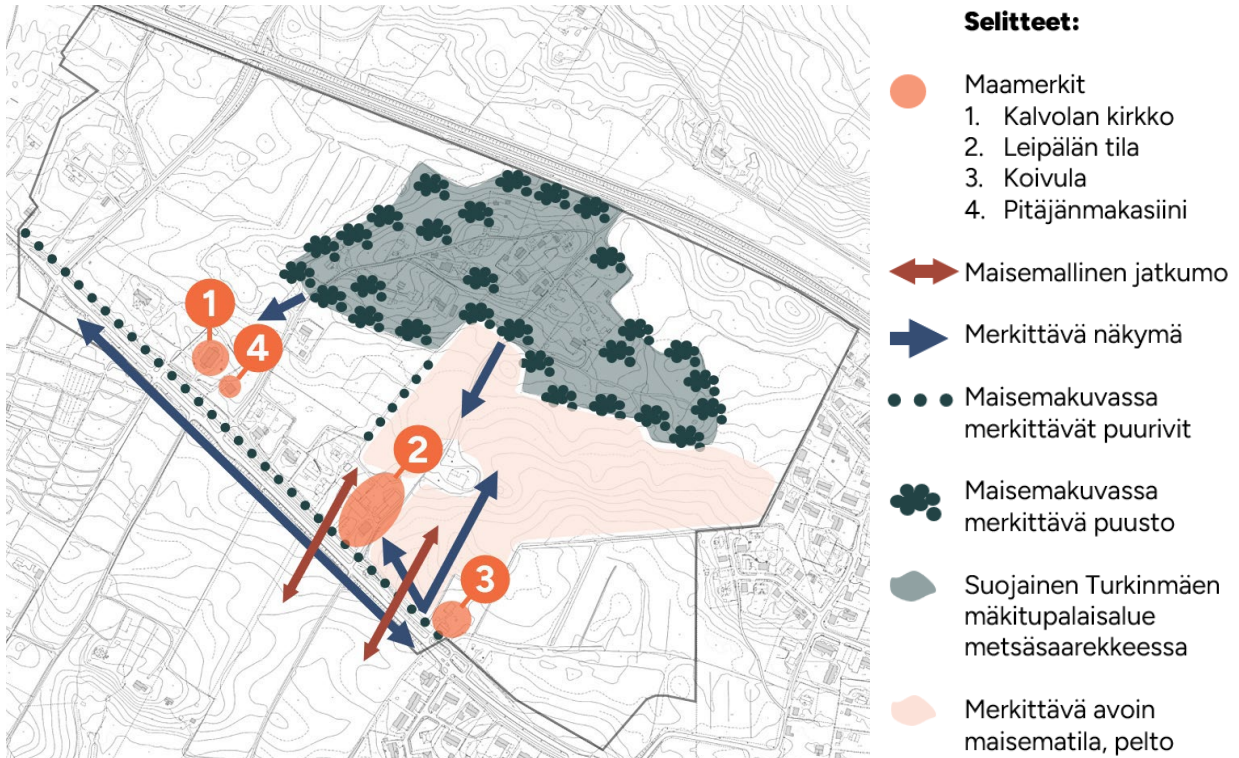 1
4
2
3
Selitteet:
Maamerkit
1. Kalvolan kirkko
2. Leipälän tila
3. Koivula
4. Pitäjänmakasiini
Maisemallinen jatkumo
Merkittävä näkymä
Maisemakuvassa
merkittävät puurivit
Maisemakuvassa
merkittävä puusto
Suojainen Turkinmäen
mäkitupalaisalue
metsäsaarekkeessa
Merkittävä avoin
maisematila, pelto